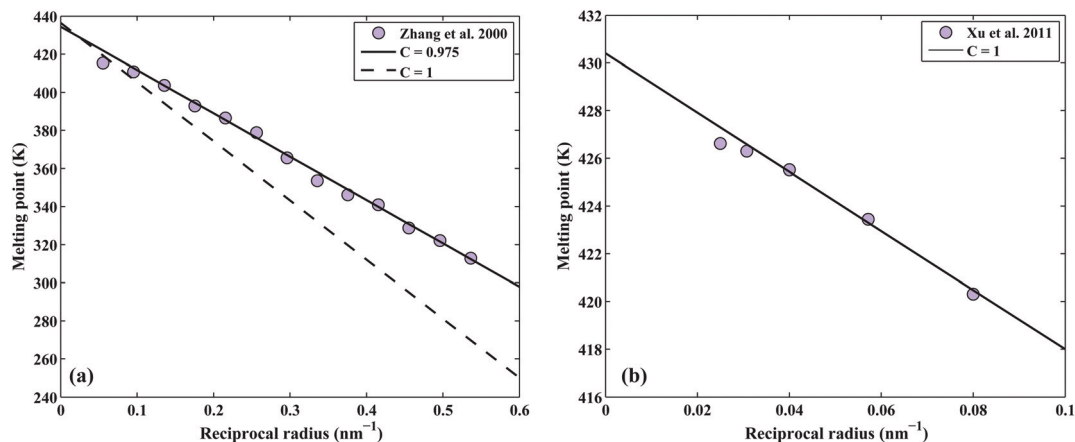 440
420
400
380
360
340
320
300
280
260
240
Melting point (K)
Zhang et al. 2000
C = 0.975
C = 1
(a)
0 0.1 0.2 0.3 0.4 0.5 0.6
Reciprocal radius (nm⁻¹)
432
430
428
426
424
422
420
418
416
Melting point (K)
Xu et al. 2011
C = 1
(b)
0 0.02 0.04 0.06 0.08 0.1
Reciprocal radius (nm⁻¹)